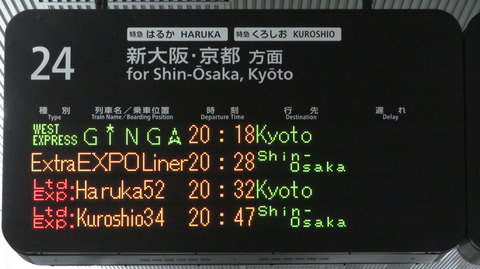 特急 はるか HARUKA 特急 くろしお KUROSHIO
24 新大阪・京都 方面
for Shin-Ōsaka, Kyōto
種別 列車名/乗車位置 時刻 行先 遅れ
Type Train Name/Boarding Position Departure Time Destination Delay
WEST EXPRESS GINGA 20:18 Kyoto
Extra EXPO Liner 20:28 Shin-Osaka
Ltd. Exp. Haruka52 20:32 Kyoto
Ltd. Exp. Kuroshio34 20:47 Shin-Osaka